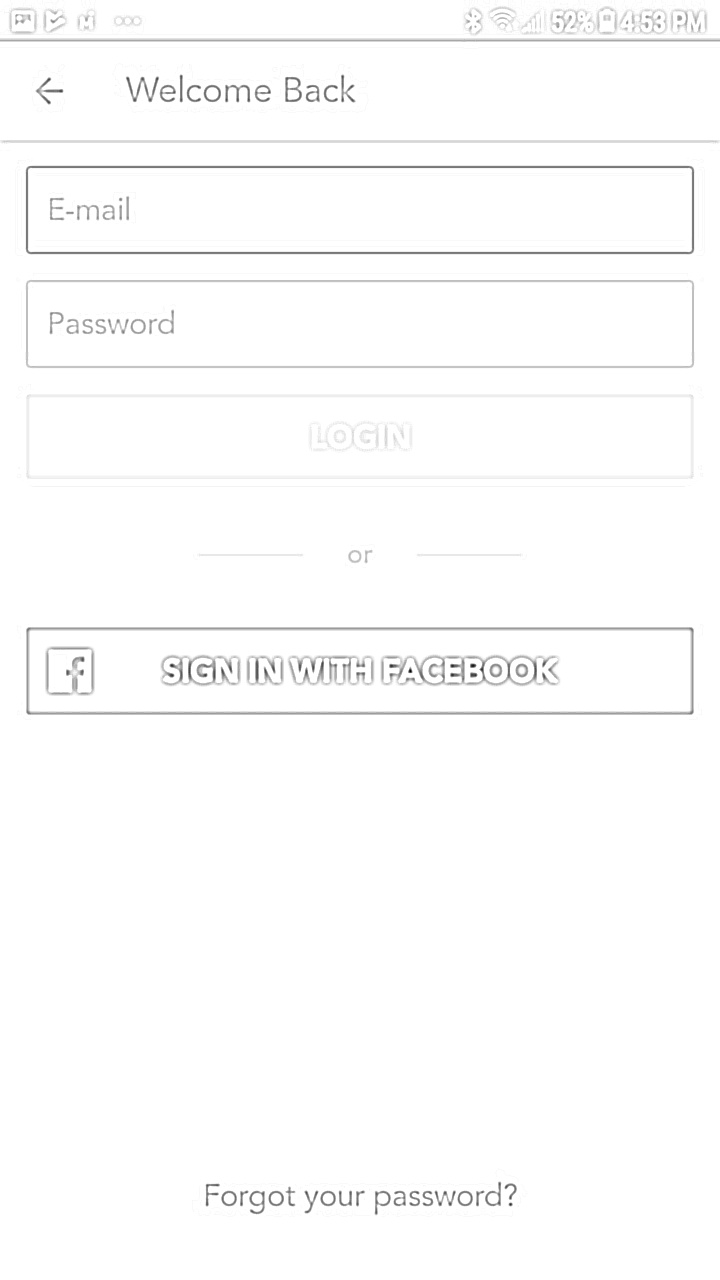 52% 4:53 PM
Welcome Back
E-mail
Password
LOGIN
or
SIGN IN WITH FACEBOOK
Forgot your password?